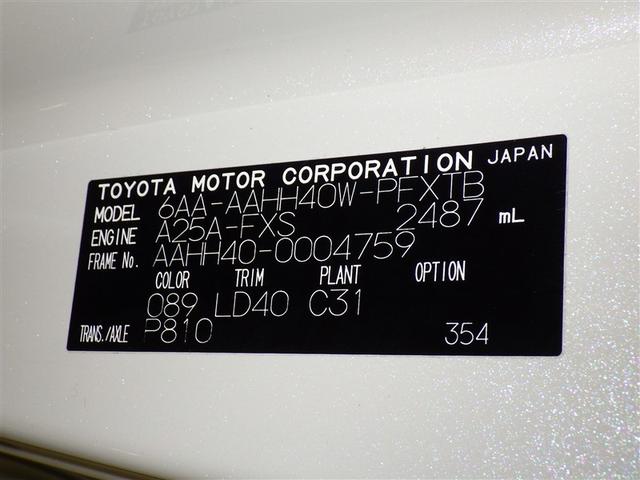 TOYOTA MOTOR CORPORATION JAPAN
MODEL 6AA-AAHH40W-PFXTB
ENGINE A25A-FXS 2487 mL
FRAME No. AAHH40-0004759
COLOR TRIM PLANT OPTION
089 LD40 C31
TRANS./AXLE P810 354